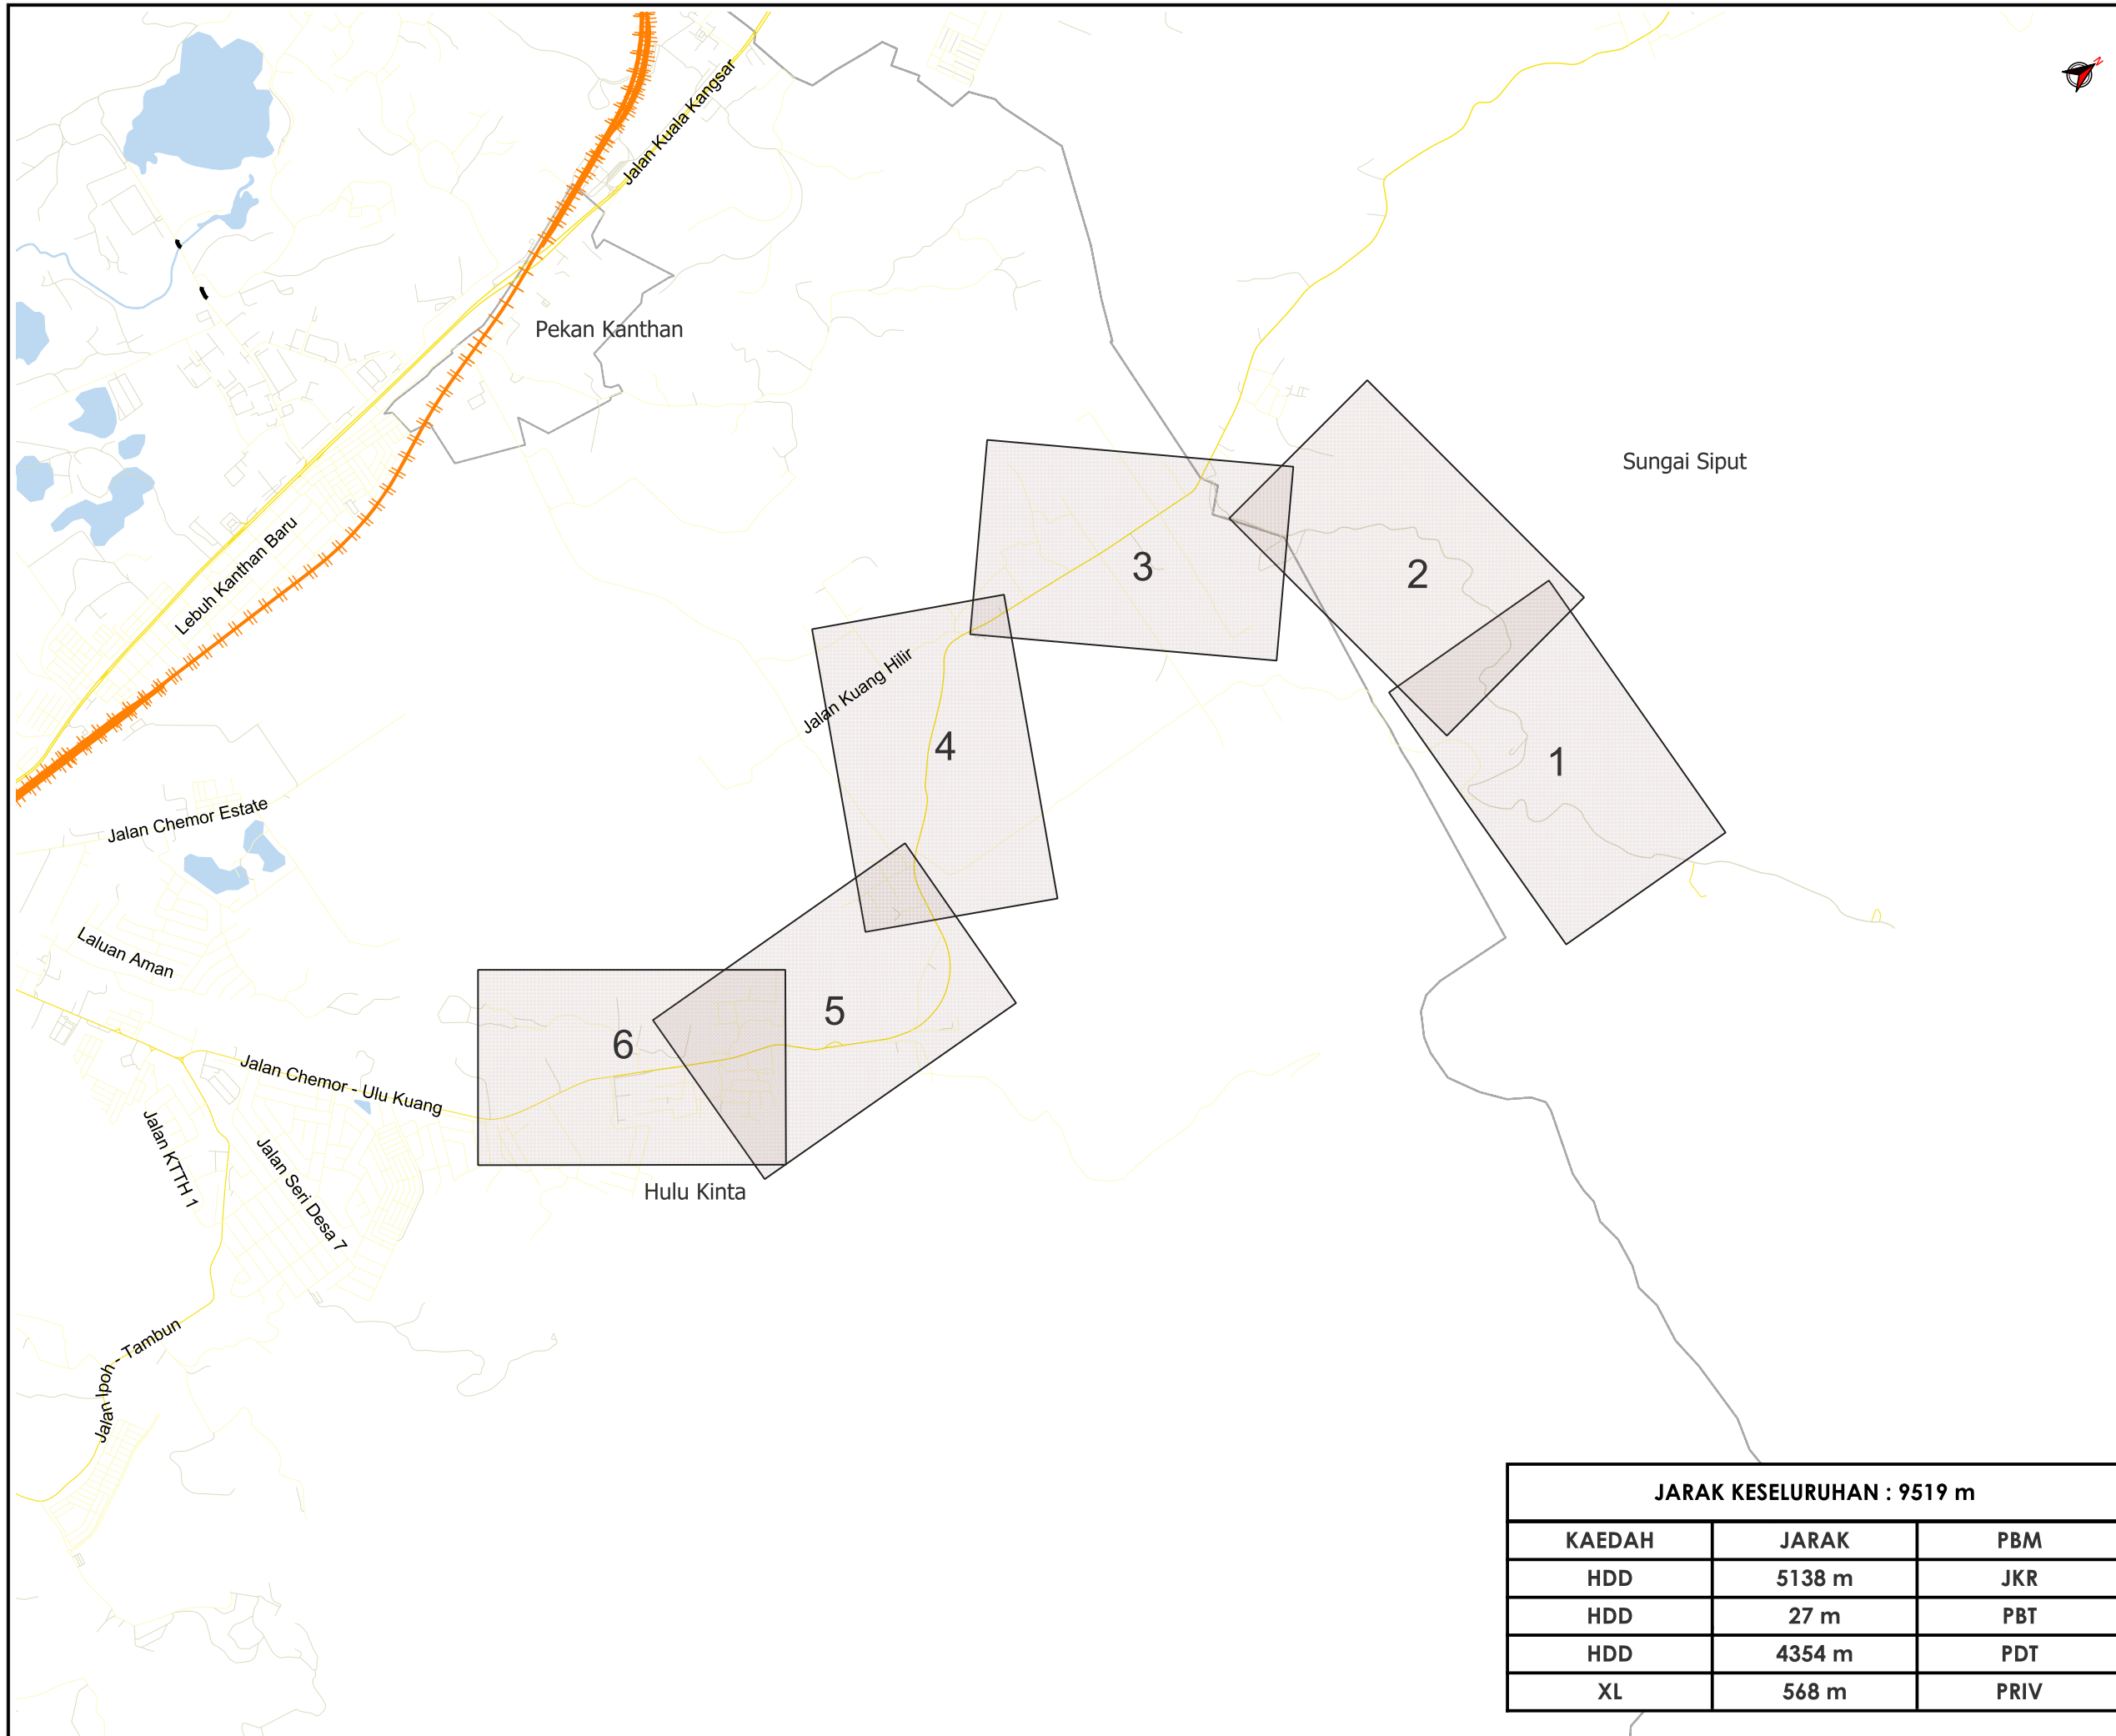 Jalan Kuala Kangsar
N
Pekan Kanthan
Sungai Siput
Lebuh Kanthan Baru
3
2
Jalan Kuang Hilir
4
1
Jalan Chemor Estate
Laluan Aman
5
6
Jalan Chemor - Ulu Kuang
Jalan KTTH 1
Jalan Seri Desa 7
Hulu Kinta
Jalan Ipoh - Tambun
JARAK KESELURUHAN : 9519 m
KAEDAH JARAK PBM
HDD 5138 m JKR
HDD 27 m PBT
HDD 4354 m PDT
XL 568 m PRIV